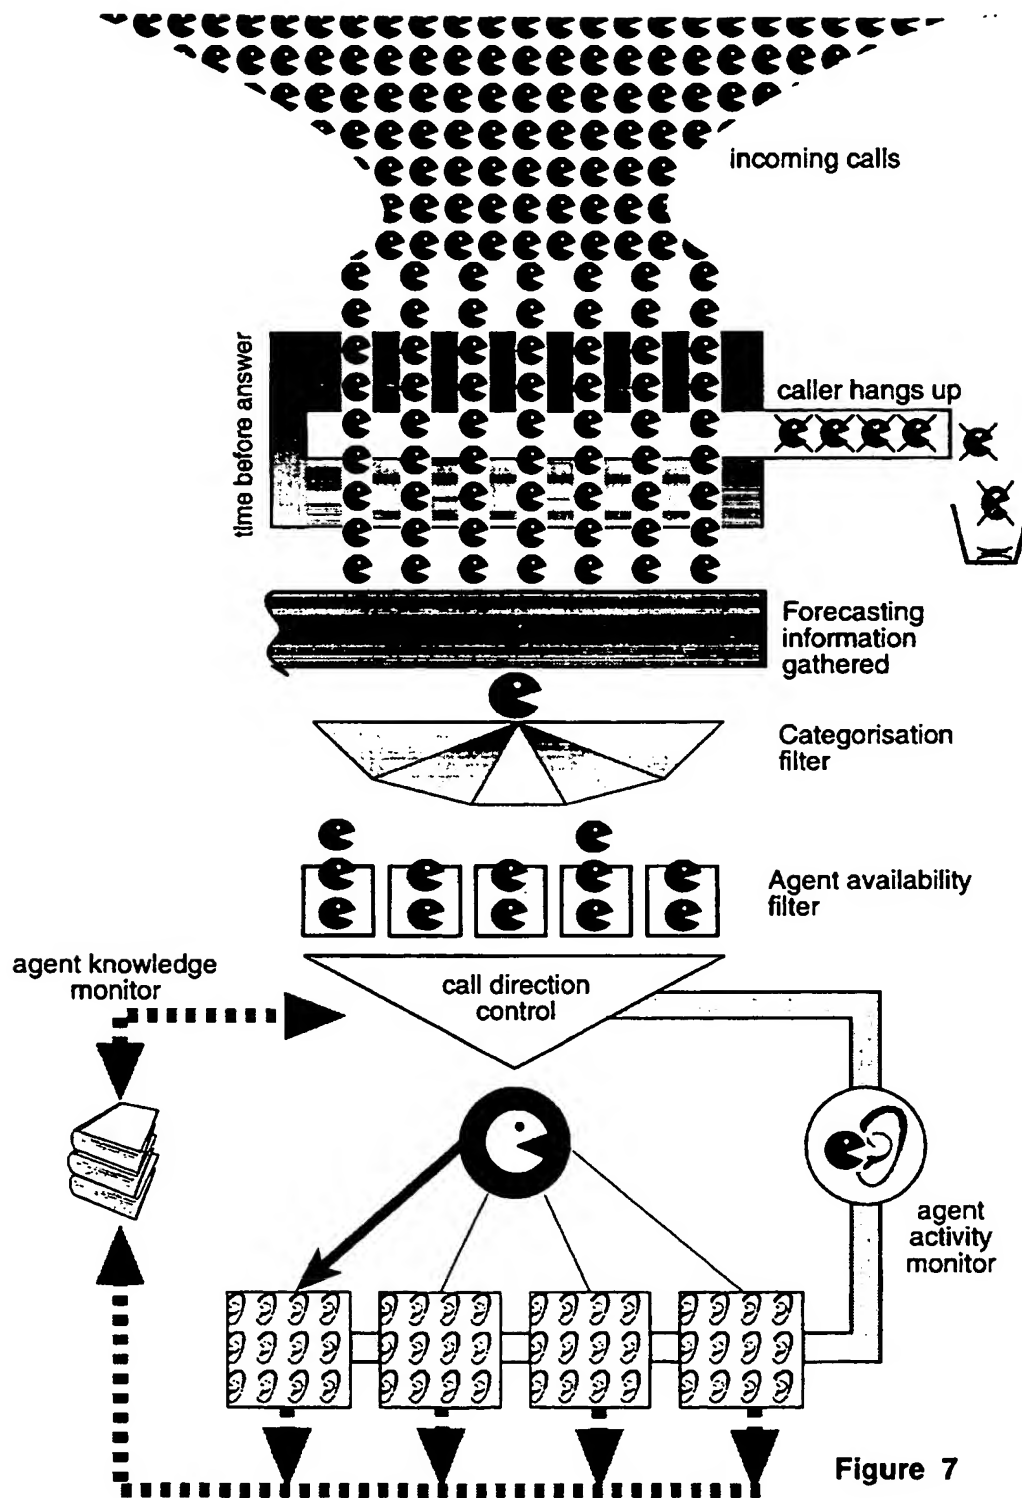 incoming calls
time before answer
caller hangs up
Forecasting
information
gathered
Categorisation
filter
Agent availability
filter
agent knowledge
monitor
call direction
control
agent
activity
monitor
Figure 7